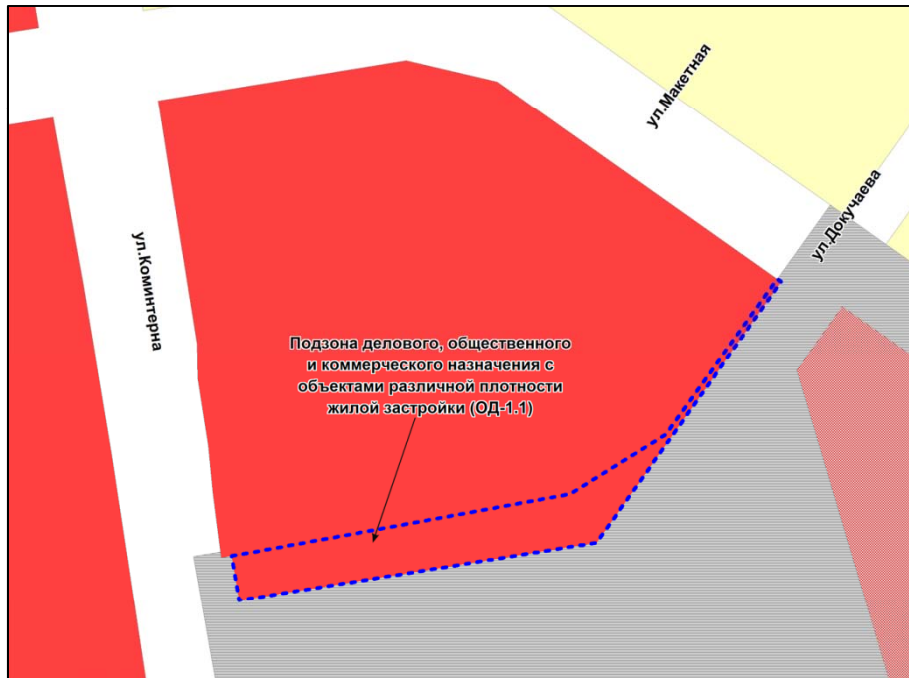 ул.Макетная
ул.Докучаева
ул.Коминтерна
Подзона делового, общественного
и коммерческого назначения с
объектами различной плотности
жилой застройки (ОД-1.1)